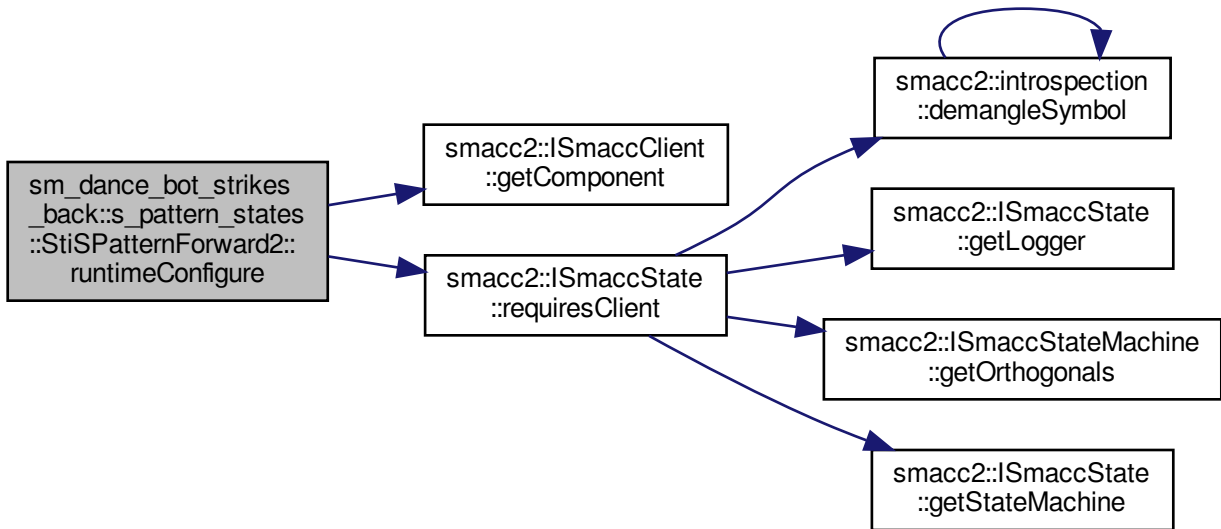 sm_dance_bot_strikes
_back::s_pattern_states
::StiSPatternForward2::
runtimeConfigure
smacc2::ISmaccClient
::getComponent
smacc2::ISmaccState
::requiresClient
smacc2::introspection
::demangleSymbol
smacc2::ISmaccState
::getLogger
smacc2::ISmaccStateMachine
::getOrthogonals
smacc2::ISmaccState
::getStateMachine